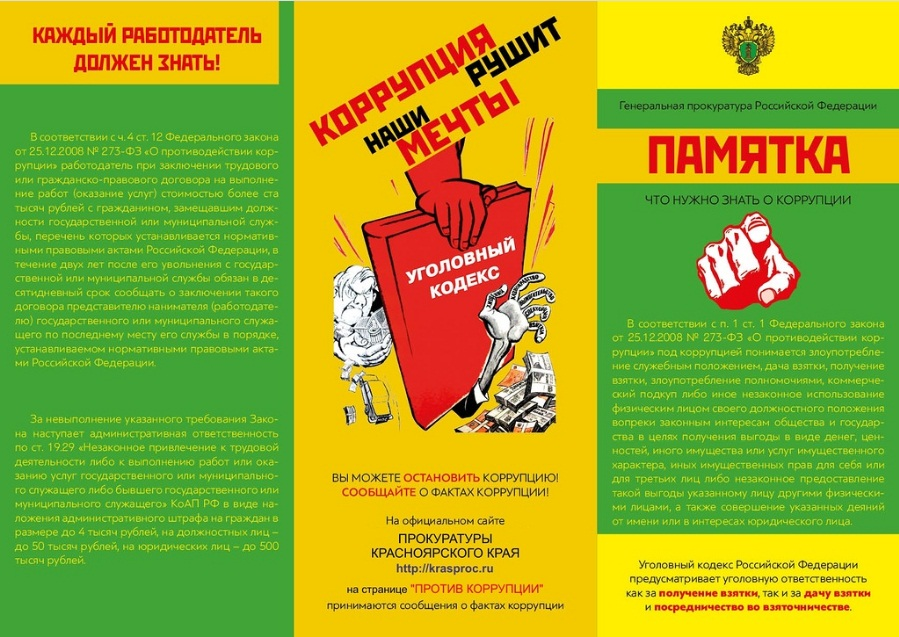 КАЖДЫЙ РАБОТОДАТЕЛЬ
ДОЛЖЕН ЗНАТЬ!
В соответствии с ч. 4 ст. 12 Федерального закона
от 25.12.2008 № 273-ФЗ «О противодействии кор-
рупции» работодатель при заключении трудового
или гражданско-правового договора на выполне-
ние работ (оказание услуг) стоимостью более ста
тысяч рублей с гражданином, замещавшим долж-
ности государственной или муниципальной служ-
бы, перечень которых устанавливается норматив-
ными правовыми актами Российской Федерации, в
течение двух лет после его увольнения с государ-
ственной или муниципальной службы обязан в де-
сятидневный срок сообщать о заключении такого
договора представителю нанимателя (работодате-
лю) государственного или муниципального служа-
щего по последнему месту его службы в порядке,
устанавливаемом нормативными правовыми акта-
ми Российской Федерации.
За невыполнение указанного требования Зако-
на наступает административная ответственность
по ст. 19.29 «Незаконное привлечение к трудовой
деятельности либо к выполнению работ или ока-
занию услуг государственного или муниципально-
го служащего либо бывшего государственного или
муниципального служащего» КоАП РФ в виде на-
ложения административного штрафа на граждан в
размере до 4 тысяч рублей, на должностных лиц –
до 50 тысяч рублей, на юридических лиц – до 500
тысяч рублей.
КОРРУПЦИЯ
РУШИТ
НАШИ
МЕЧТЫ
УГОЛОВНЫЙ
КОДЕКС
ВЫ МОЖЕТЕ ОСТАНОВИТЬ КОРРУПЦИЮ!
СООБЩАЙТЕ О ФАКТАХ КОРРУПЦИИ!
На официальном сайте
ПРОКУРАТУРЫ
КРАСНОЯРСКОГО КРАЯ
http://krasproc.ru
на странице "ПРОТИВ КОРРУПЦИИ"
принимаются сообщения о фактах коррупции
Генеральная прокуратура Российской Федерации
ПАМЯТКА
ЧТО НУЖНО ЗНАТЬ О КОРРУПЦИИ
В соответствии с п. 1 ст. 1 Федерального закона
от 25.12.2008 № 273-ФЗ «О противодействии кор-
рупции» под коррупцией понимается злоупотребле-
ние служебным положением, дача взятки, получение
взятки, злоупотребление полномочиями, коммерче-
ский подкуп либо иное незаконное использование
физическим лицом своего должностного положения
вопреки законным интересам общества и государ-
ства в целях получения выгоды в виде денег, цен-
ностей, иного имущества или услуг имущественного
характера, иных имущественных прав для себя или
для третьих лиц либо незаконное предоставление
такой выгоды указанному лицу другими физически-
ми лицами, а также совершение указанных деяний
от имени или в интересах юридического лица.
Уголовный кодекс Российской Федерации
предусматривает уголовную ответственность
как за получение взятки, так и за дачу взятки
и посредничество во взяточничестве.